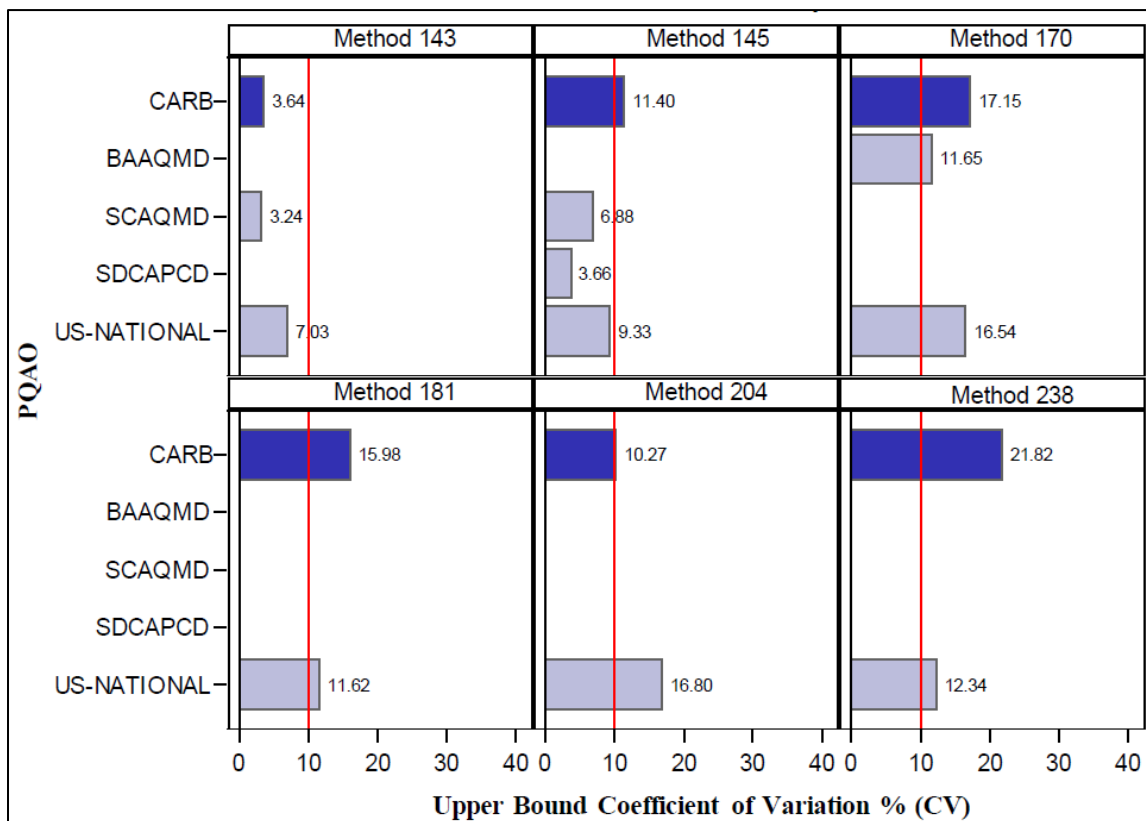 Method 143
Method 145
Method 170
CARB
3.64
11.40
17.15
BAAQMD
11.65
SCAQMD
3.24
6.88
SDCAPCD
3.66
US-NATIONAL
7.03
9.33
16.54
PQAO
Method 181
Method 204
Method 238
CARB
15.98
10.27
21.82
BAAQMD
SCAQMD
SDCAPCD
US-NATIONAL
11.62
16.80
12.34
0 10 20 30 40 0 10 20 30 40 0 10 20 30 40
Upper Bound Coefficient of Variation % (CV)